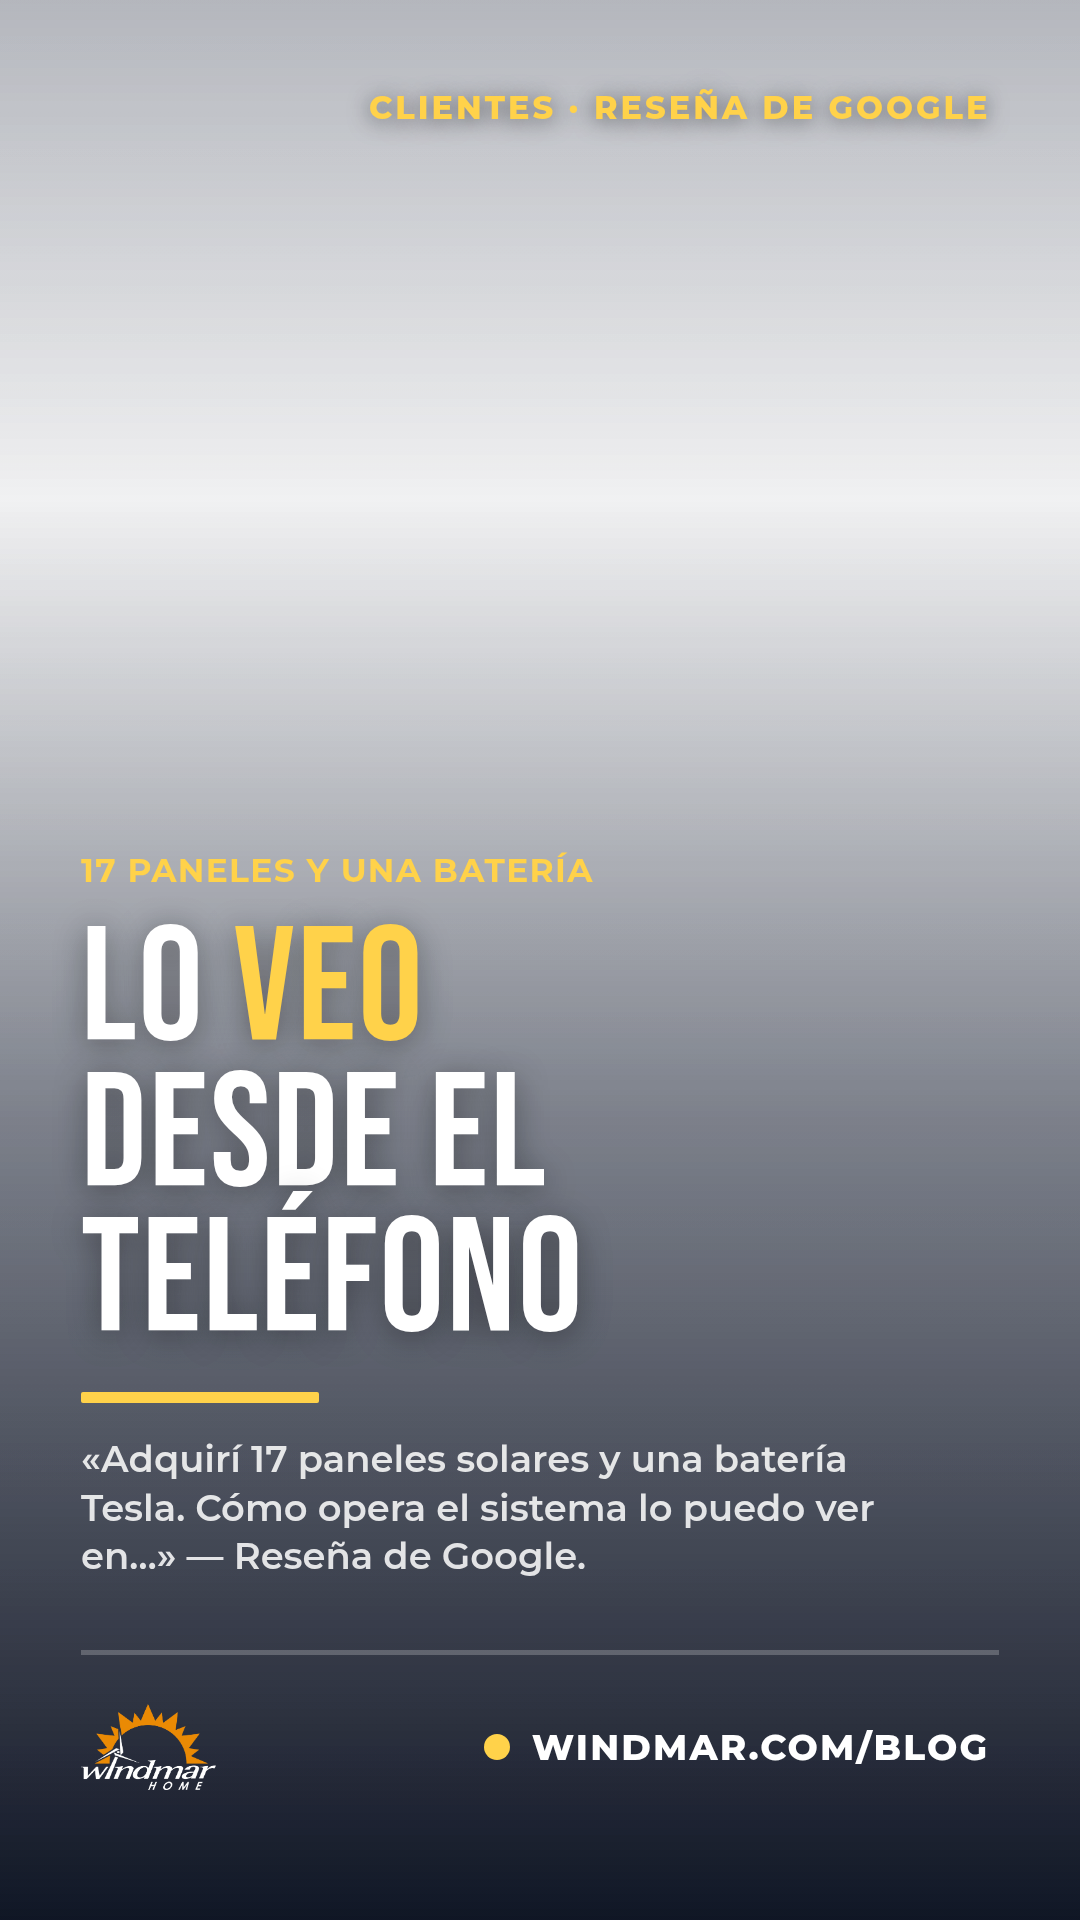 CLIENTES · RESEÑA DE GOOGLE
17 PANELES Y UNA BATERÍA
LO VEO
DESDE EL
TELÉFONO
«Adquirí 17 paneles solares y una batería
Tesla. Cómo opera el sistema lo puedo ver
en...» — Reseña de Google.
windmar
HOME
WINDMAR.COM/BLOG